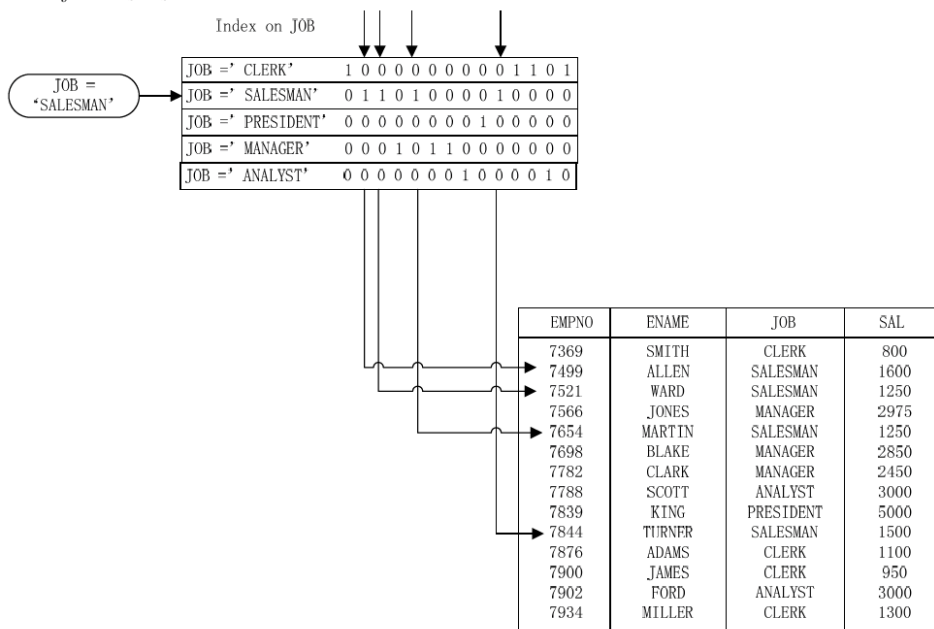 Index on JOB
JOB =
“SALESMAN’
JOB =’ CLERK’ 1 0 0 0 0 0 0 0 0 0 1 1 0 1
JOB =’ SALESMAN’ 0 1 1 0 1 0 0 0 0 1 0 0 0 0
JOB =’ PRESIDENT’ 0 0 0 0 0 0 0 0 1 0 0 0 0 0
JOB =’ MANAGER’ 0 0 0 1 0 1 1 0 0 0 0 0 0 0
JOB =’ ANALYST’ 0 0 0 0 0 0 0 1 0 0 0 0 1 0
EMPNO ENAME JOB SAL
7369 SMITH CLERK 800
7499 ALLEN SALESMAN 1600
7521 WARD SALESMAN 1250
7566 JONES MANAGER 2975
7654 MARTIN SALESMAN 1250
7698 BLAKE MANAGER 2850
7782 CLARK MANAGER 2450
7788 SCOTT ANALYST 3000
7839 KING PRESIDENT 5000
7844 TURNER SALESMAN 1500
7876 ADAMS CLERK 1100
7900 JAMES CLERK 950
7902 FORD ANALYST 3000
7934 MILLER CLERK 1300